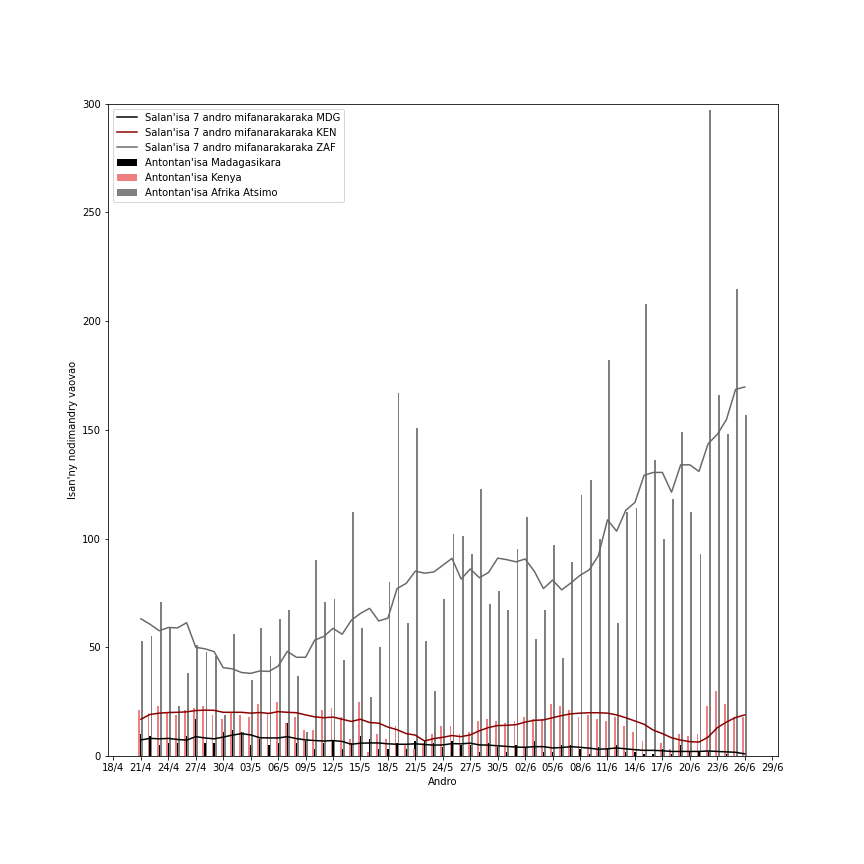 300
250
200
150
100
50
0
Isan'ny nodimandry vaovao
Salan'isa 7 andro mifanarakaraka MDG
Salan'isa 7 andro mifanarakaraka KEN
Salan'isa 7 andro mifanarakaraka ZAF
Antontan'isa Madagasikara
Antontan'isa Kenya
Antontan'isa Afrika Atsimo
18/4 21/4 24/4 27/4 30/4 03/5 06/5 09/5 12/5 15/5 18/5 21/5 24/5 27/5 30/5 02/6 05/6 08/6 11/6 14/6 17/6 20/6 23/6 26/6 29/6
Andro